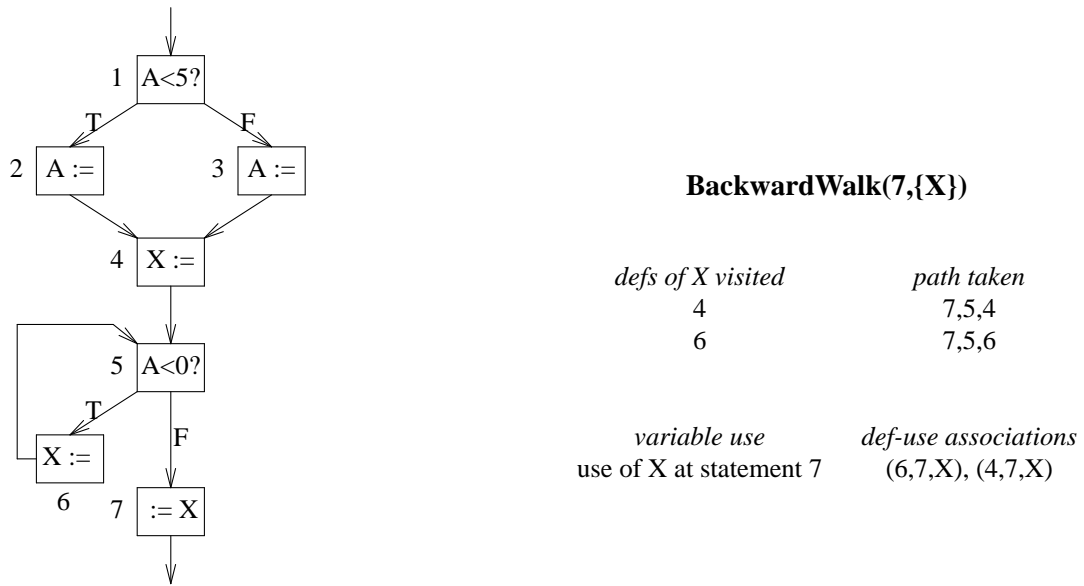 1 A<5?
T F
2 A := 3 A :=
4 X :=
5 A<0?
T
F
X :=
6 7 := X
BackwardWalk(7,{X})
defs of X visited path taken
4 7,5,4
6 7,5,6
variable use def-use associations
use of X at statement 7 (6,7,X), (4,7,X)